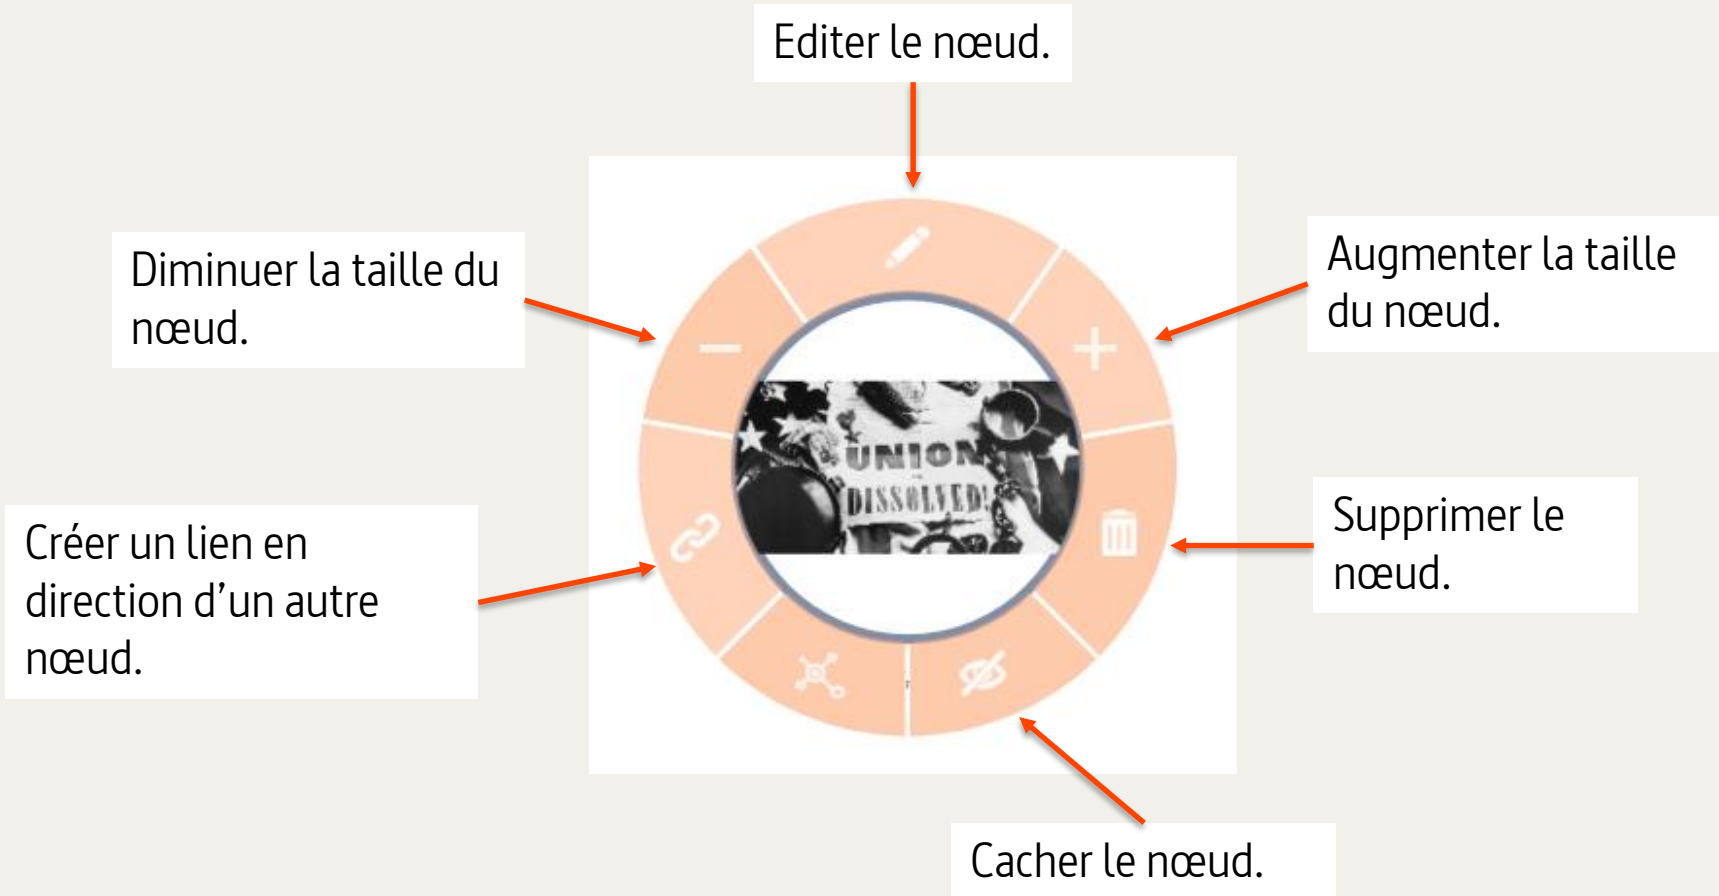 Editer le nœud.
Diminuer la taille du
nœud.
Augmenter la taille
du nœud.
UNION
DISSOLVED!
Créer un lien en
direction d’un autre
nœud.
Supprimer le
nœud.
Cacher le nœud.